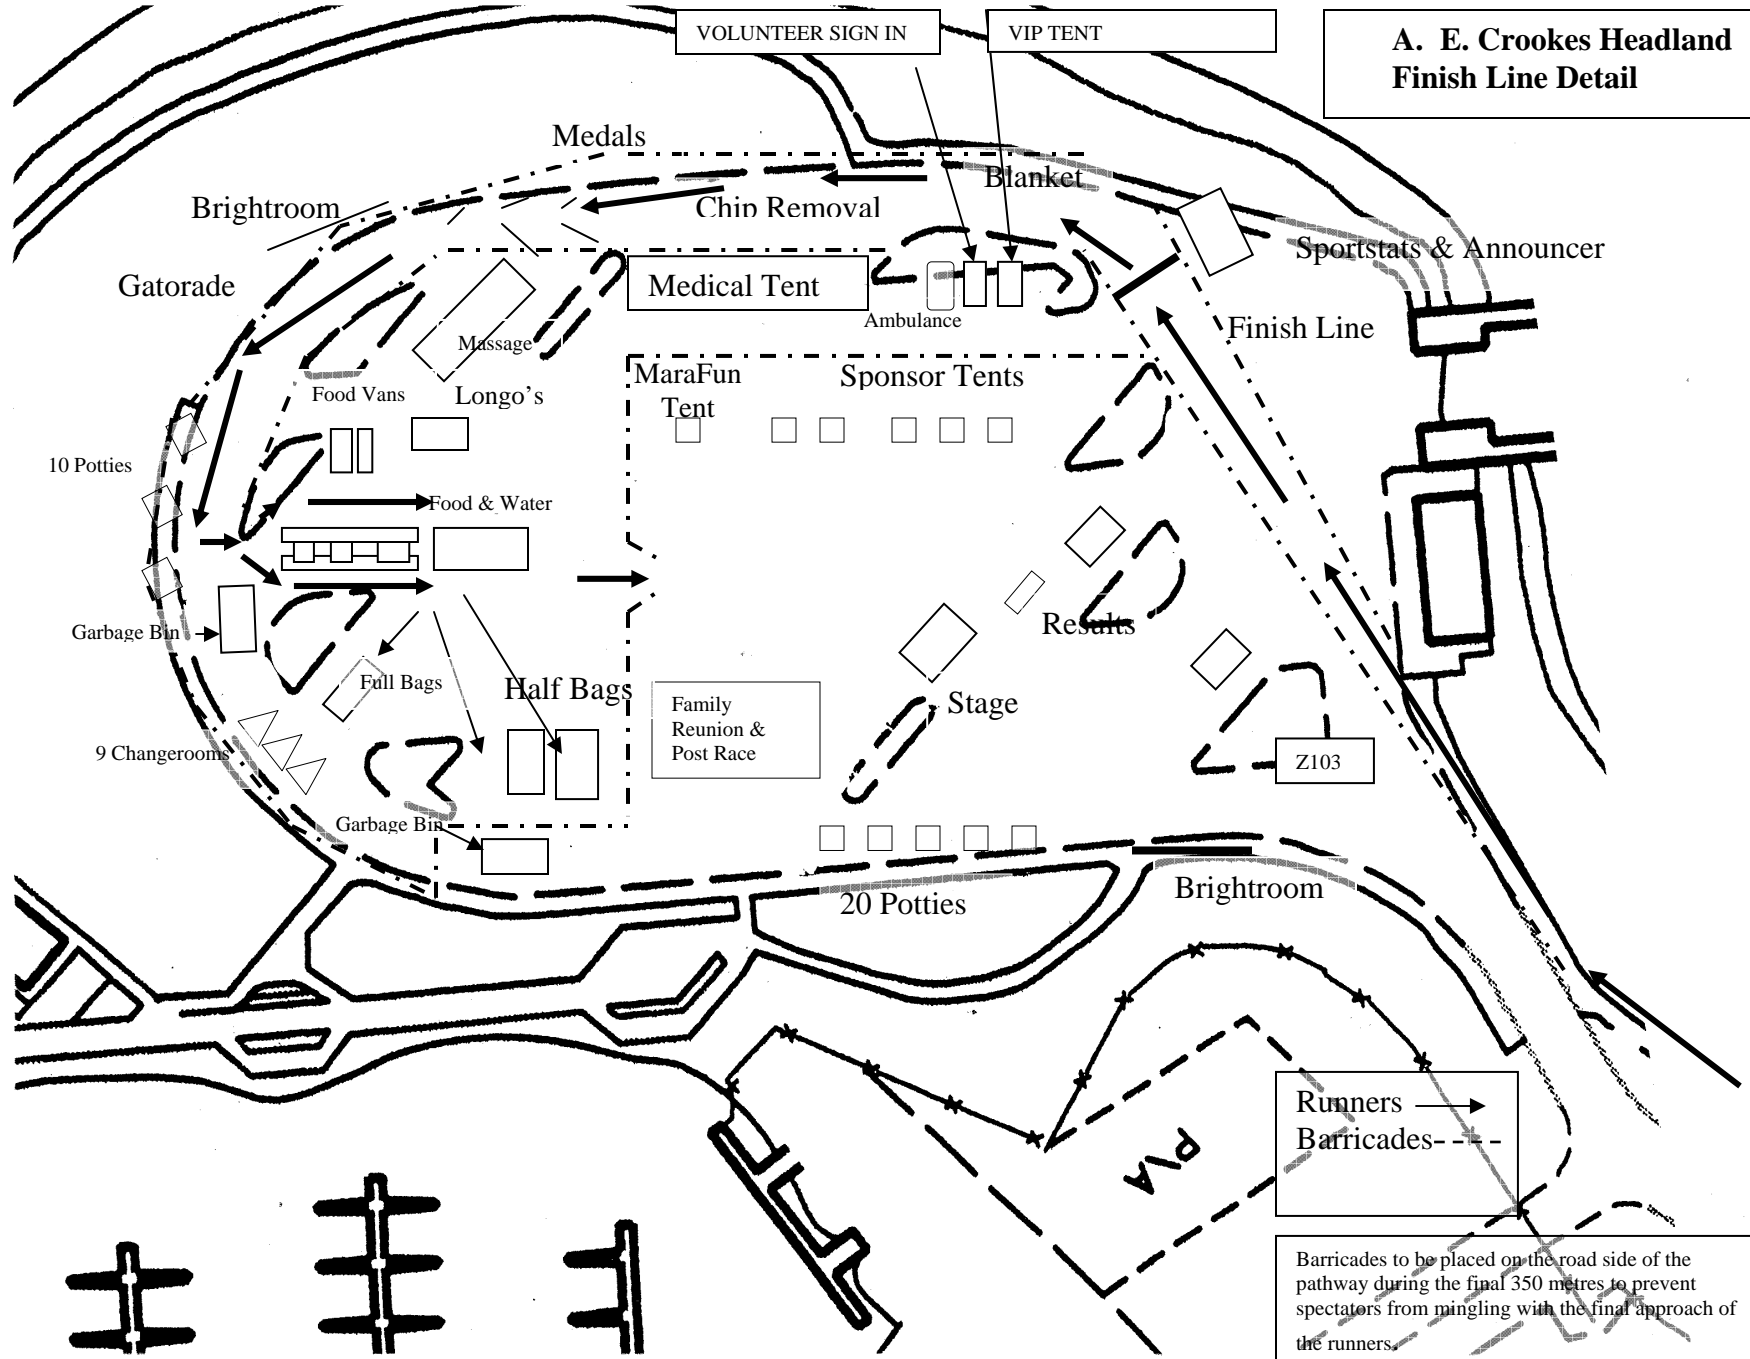 VOLUNTEER SIGN IN
VIP TENT
A. E. Crookes Headland
Finish Line Detail
Medals
Blanket
Brightroom
Chip Removal
Sportstats & Announcer
Gatorade
Medical Tent
Ambulance
Finish Line
Massage
MaraFun
Tent
Sponsor Tents
Food Vans
Longo's
10 Potties
Food & Water
Garbage Bin
Results
Full Bags
Half Bags
Family
Reunion &
Post Race
Stage
9 Changerooms
Z103
Garbage Bin
20 Potties
Brightroom
Runners
Barricades
PVA
Barricades to be placed on the road side of the
pathway during the final 350 metres to prevent
spectators from mingling with the final approach of
the runners.